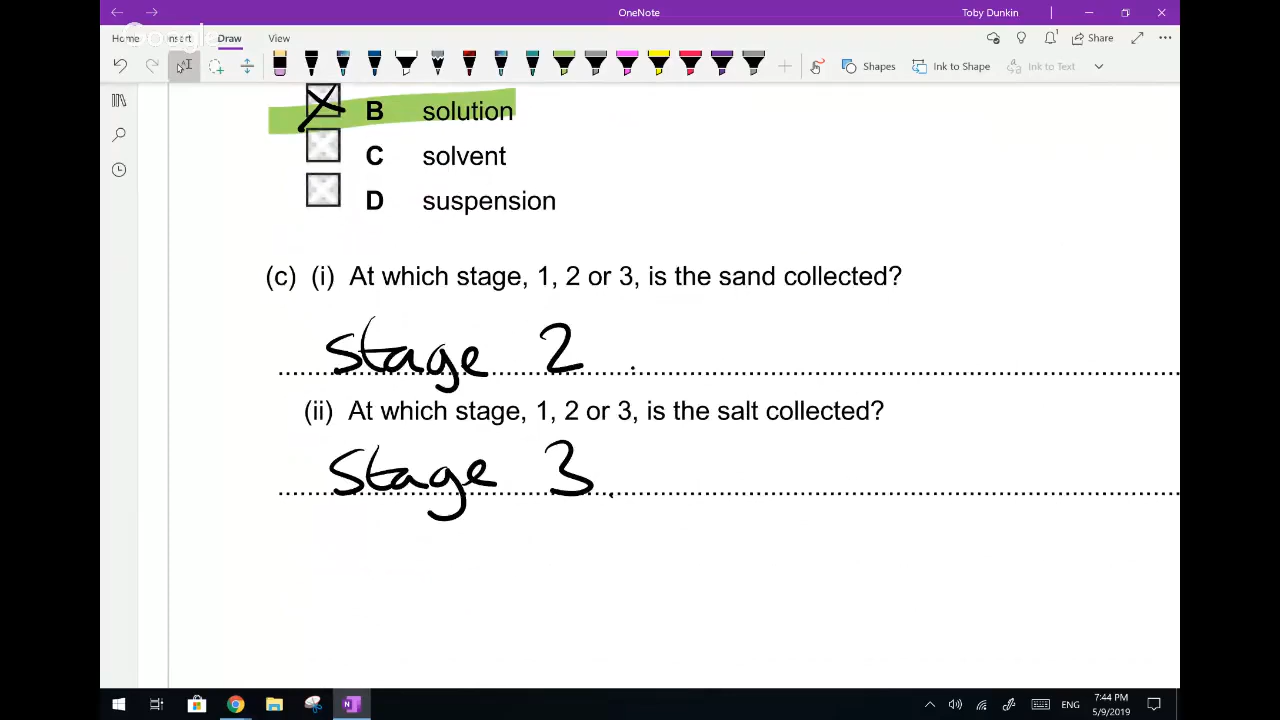 OneNote
Toby Dunkin
Home Insert Draw View
Google
Share
Shapes
Ink to Shape
Ink to Text
B solution
C solvent
D suspension
(c) (i) At which stage, 1, 2 or 3, is the sand collected?
Stage 2 .
(ii) At which stage, 1, 2 or 3, is the salt collected?
Stage 3 .
ENG
7:44 PM
5/9/2019